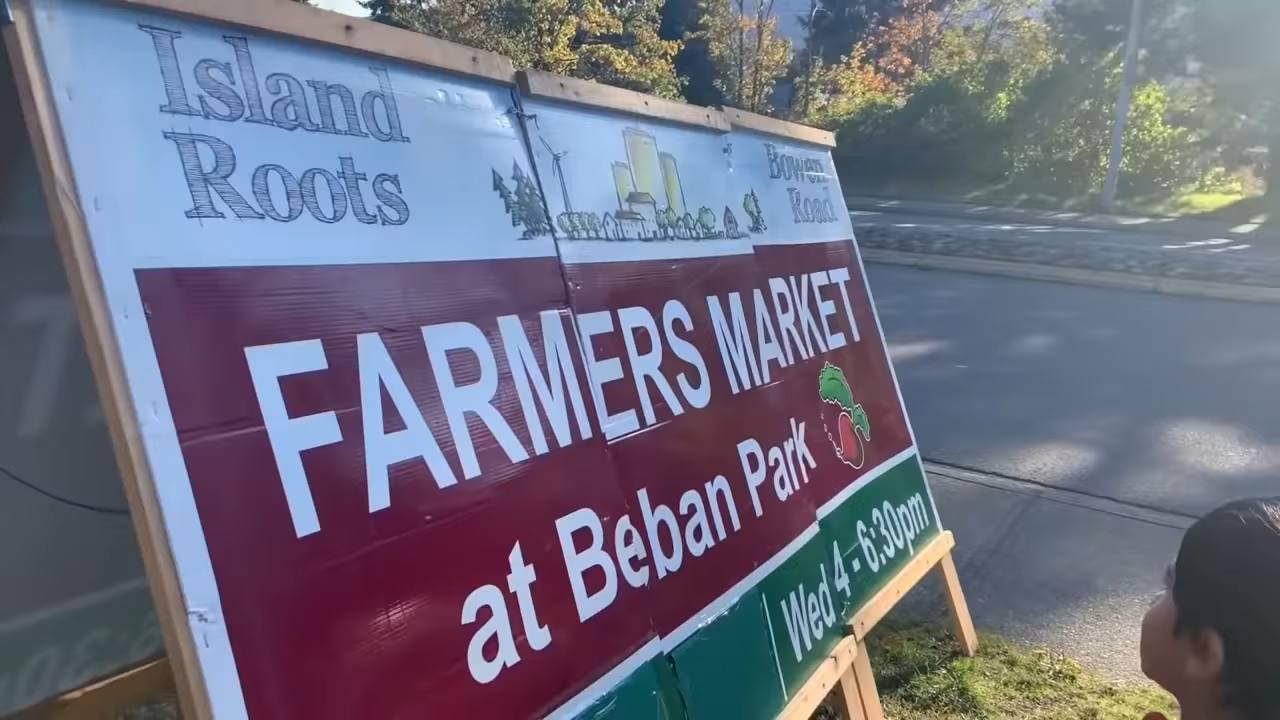 Island
Roots
Bowen
Road
FARMERS MARKET
at Beban Park
Wed 4 - 6:30pm